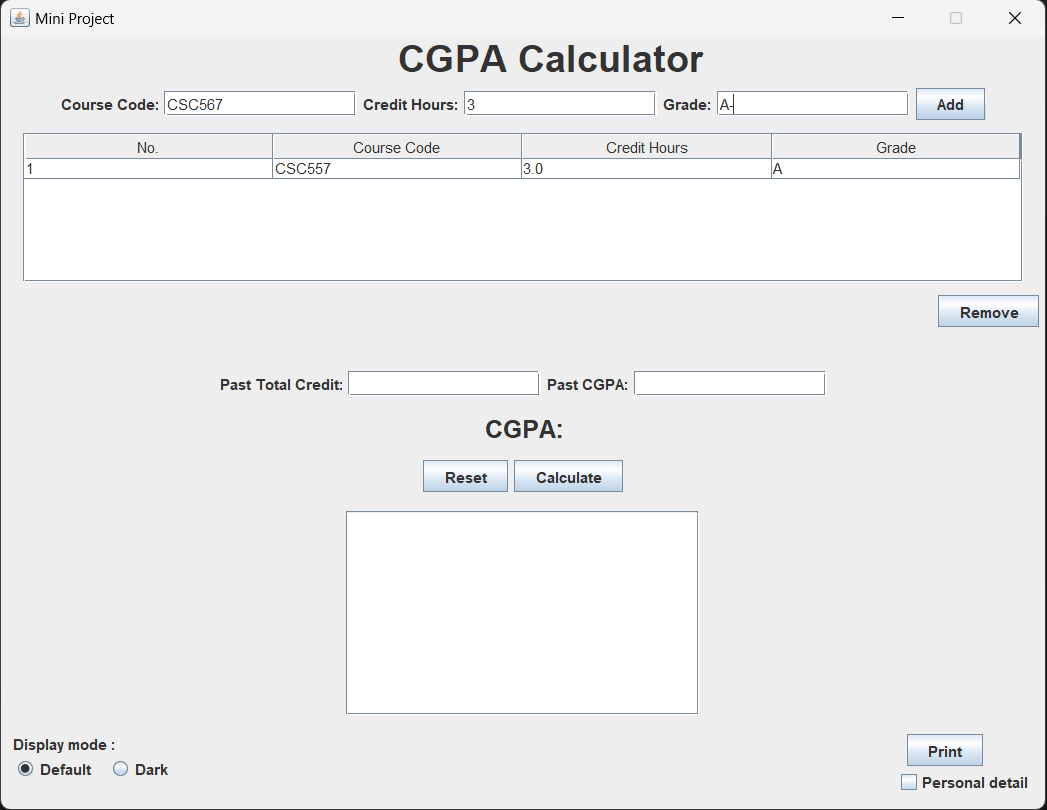 Mini Project
CGPA Calculator
Course Code: CSC567 Credit Hours: 3 Grade: A- Add
No. Course Code Credit Hours Grade
1 CSC557 3.0 A
Remove
Past Total Credit: Past CGPA:
CGPA:
Reset Calculate
Display mode :
Default Dark
Print
Personal detail